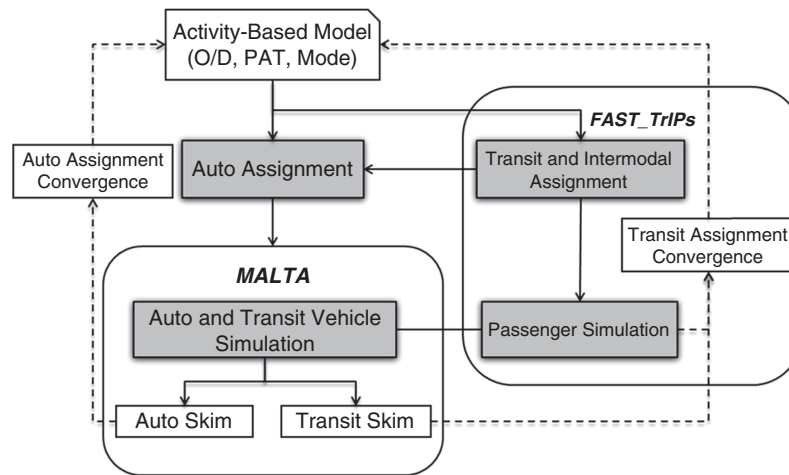 Activity-Based Model
(O/D, PAT, Mode)
FAST_TrIPs
Auto Assignment
Convergence
Auto Assignment
Transit and Intermodal
Assignment
Transit Assignment
Convergence
MALTA
Auto and Transit Vehicle
Simulation
Passenger Simulation
Auto Skim
Transit Skim